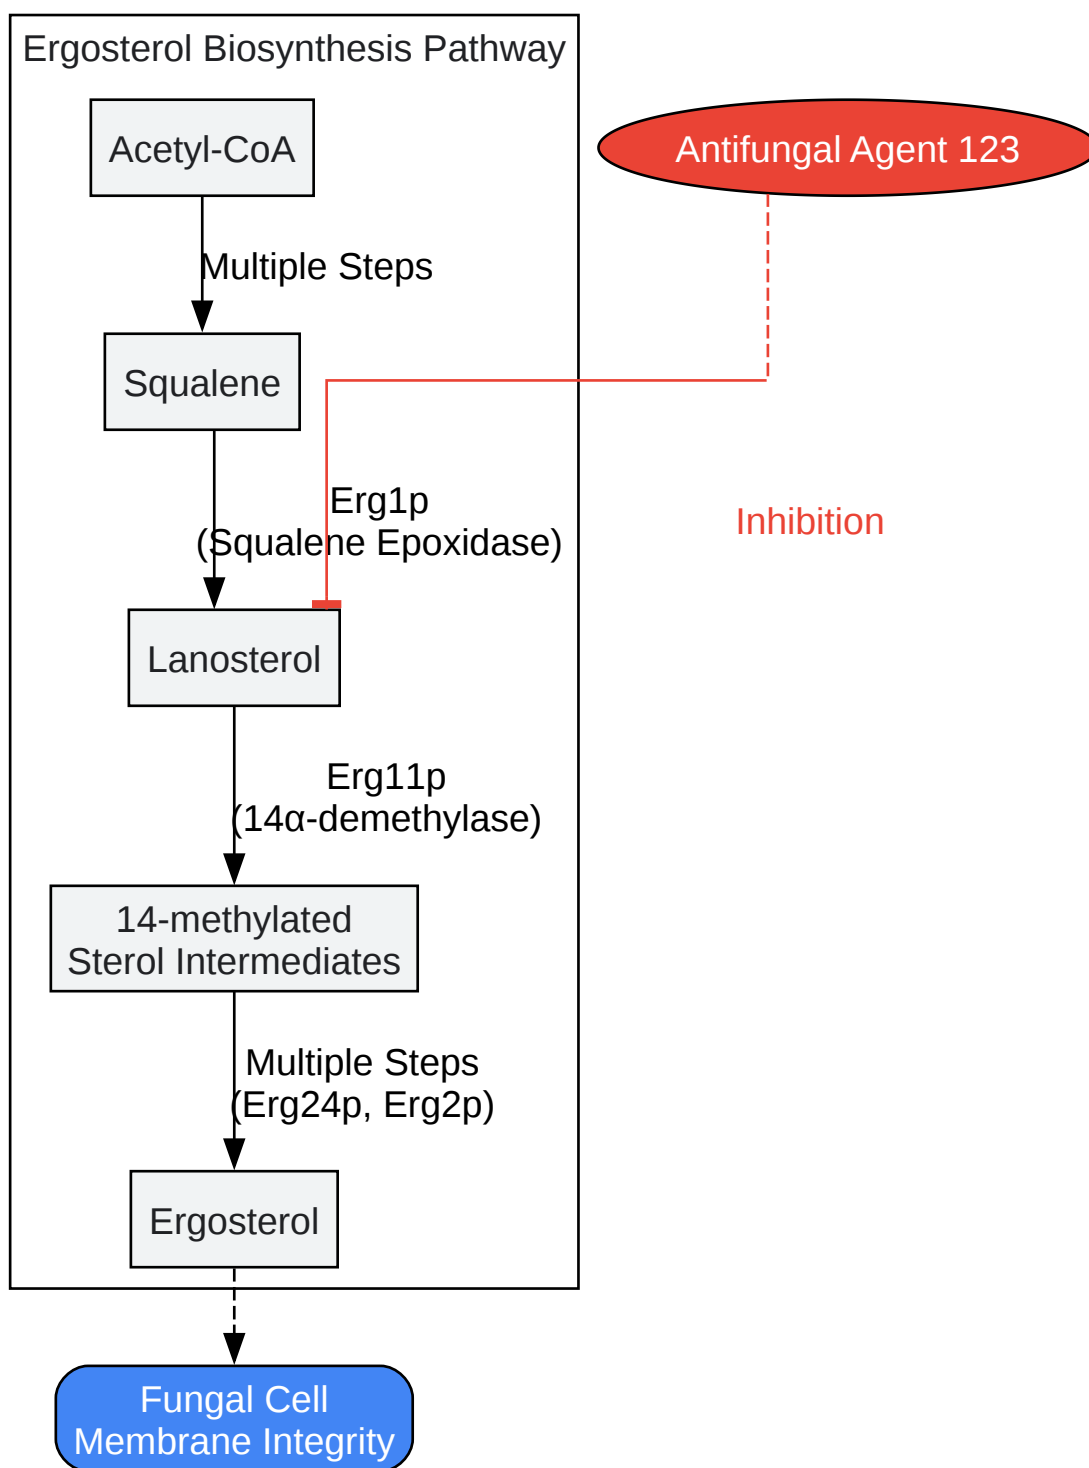 Ergosterol Biosynthesis Pathway
Acetyl-CoA
Antifungal Agent 123
Multiple Steps
Squalene
Erg1p
(Squalene Epoxidase)
Inhibition
Lanosterol
Erg11p
(14α-demethylase)
14-methylated
Sterol Intermediates
Multiple Steps
(Erg24p, Erg2p)
Ergosterol
Fungal Cell
Membrane Integrity